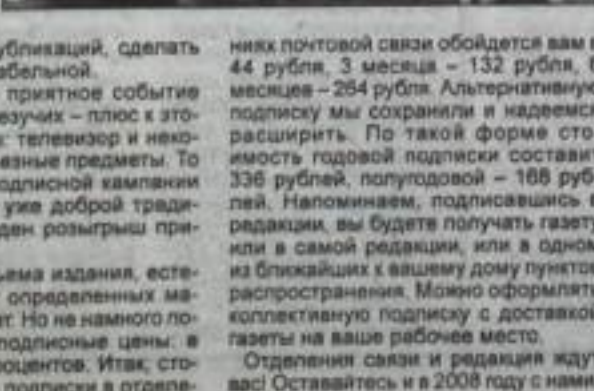 убликаций, сделать
абельной.
приятное событие
езучих – плюс к это-
телевизор и неко-
езные предметы. То
одписной кампании
уже доброй тради-
ден розыгрыш при-
ъема издания, есте-
определенных ма-
т. Но не намного по-
подписные цены: в
роцентов. Итак, сто-
подписки в отделе-
ниях почтовой связи обойдется вам в
44 рубля, 3 месяца – 132 рубля, 6
месяцев – 264 рубля. Альтернативную
подписку мы сохранили и надеемся
расширить. По такой форме сто-
имость годовой подписки составит
336 рублей, полугодовой – 168 руб-
лей. Напоминаем, подписавшись в
редакции, вы будете получать газету
или в самой редакции, или в одном
из ближайших к вашему дому пунктов
распространения. Можно оформлять
коллективную подписку с доставкой
газеты на ваше рабочее место.
Отделения связи и редакция ждут
вас! Оставайтесь и в 2008 году с нами